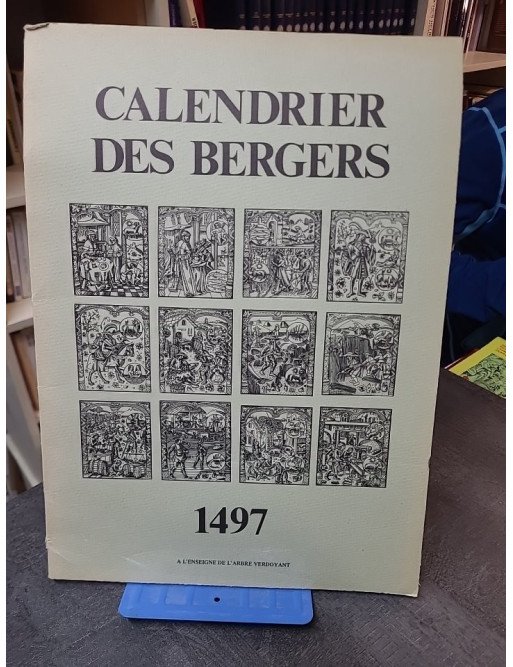 CALENDRIER
DES BERGERS
1497
A L'ENSEIGNE DE L'ARBRE VERDOYANT